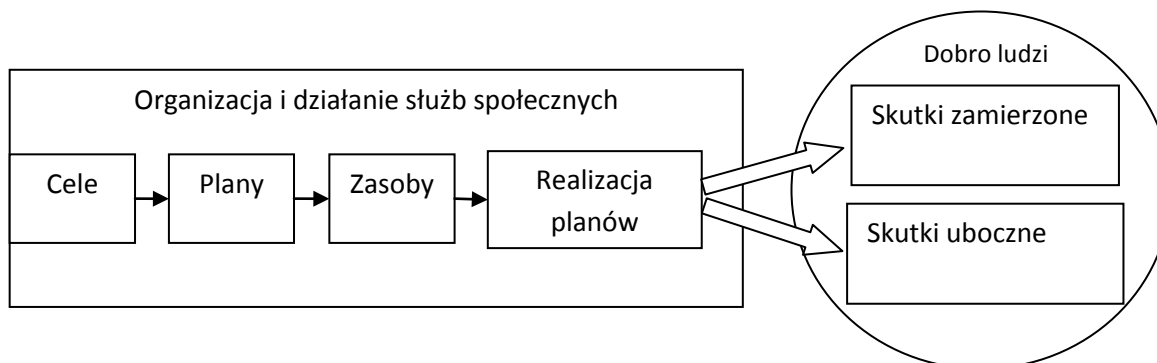 Organizacja i działanie służb społecznych
Cele
Plany
Zasoby
Realizacja
planów
Dobro ludzi
Skutki zamierzone
Skutki uboczne